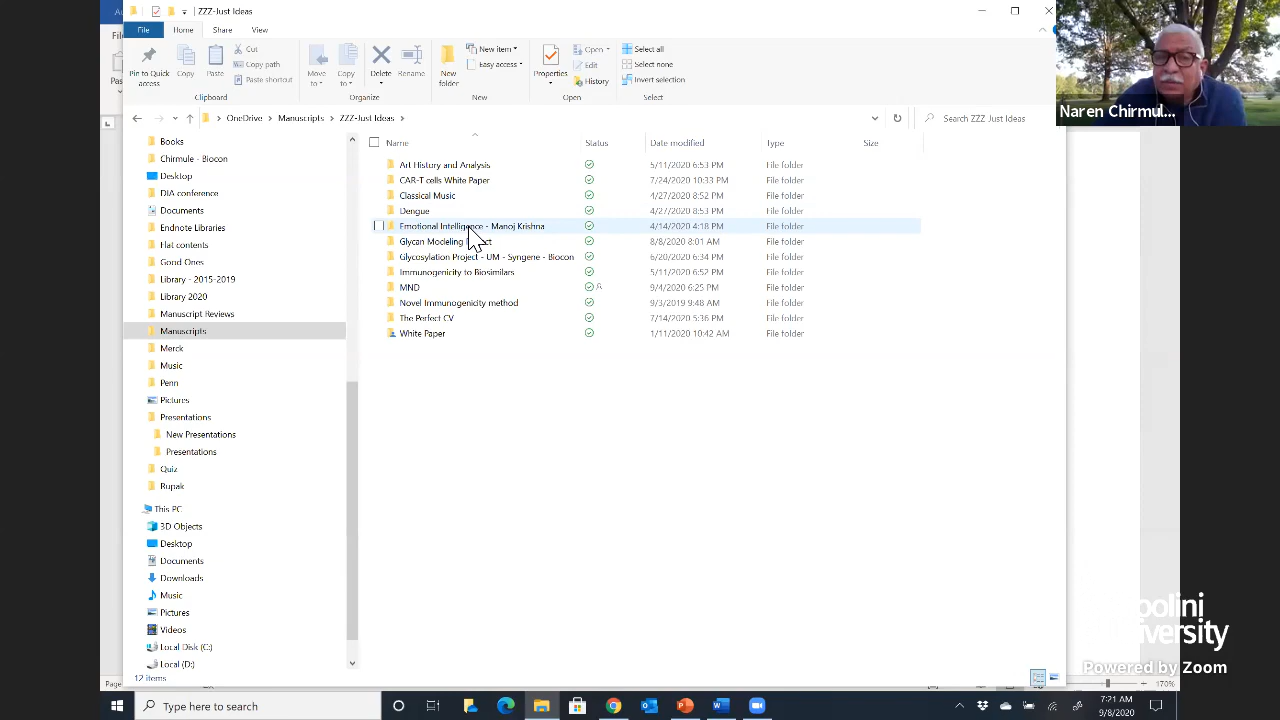 ZZZ-Just Ideas
File
Home
Share
View
Pin to Quick access
Copy
Paste
Cut
Copy path
Paste shortcut
Clipboard
Move to
Copy to
Delete
Rename
Organize
New folder
New item
Easy access
New
Properties
Open
Edit
History
Open
Select all
Select none
Invert selection
Select
Naren Chirmul...
OneDrive > Manuscripts > ZZZ-Just Ideas >
Search ZZZ-Just Ideas
Name Status Date modified Type Size
Books
Chirmule - Biocon
Desktop
DIA conference
Documents
Endnote Libraries
Flat contents
Good Ones
Library - 2015-2019
Library 2020
Manuscript Reviews
Manuscripts
Merck
Music
Penn
Pictures
Presentations
New Presentations
Presentations
Quiz
Rupak
This PC
3D Objects
Desktop
Documents
Downloads
Music
Pictures
Videos
Local Disk (C:)
Local (D:)
Art History and Analysis 5/11/2020 6:53 PM File folder
CAR-T cells White Paper 7/24/2020 10:33 PM File folder
Classical Music 4/27/2020 8:52 PM File folder
Dengue 4/27/2020 8:53 PM File folder
Emotional Intelligence - Manoj Krishna 4/14/2020 4:18 PM File folder
Glycan Modeling 8/8/2020 8:01 AM File folder
Glycosylation Project - UM - Syngene - Biocon 6/20/2020 6:34 PM File folder
Immunogenicity to Biosimilars 5/11/2020 6:52 PM File folder
MND 9/4/2020 6:25 PM File folder
Novel Immunogenicity method 9/3/2019 9:48 AM File folder
The Perfect CV 7/14/2020 5:36 PM File folder
White Paper 1/11/2020 10:42 AM File folder
12 items
Powered by Zoom
170%
Type here to search
7:21 AM
9/8/2020